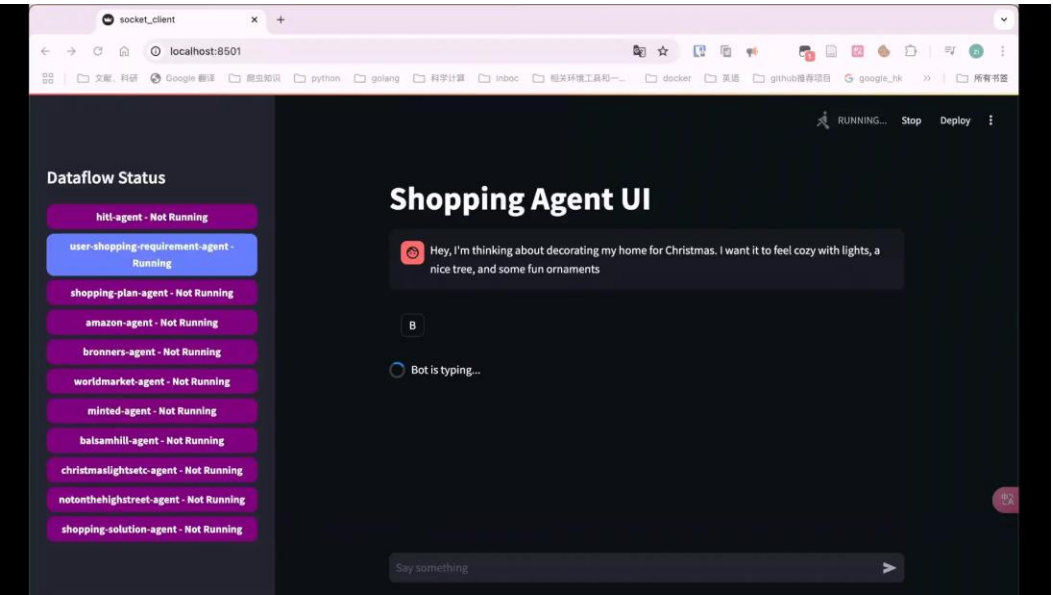 socket_client
localhost:8501
文献、科研
Google 翻译
爬虫知识
python
golang
科学计算
lnboc
相关环境工具和一...
docker
英语
github推荐项目
google_hk
所有书签
RUNNING...
Stop
Deploy
Dataflow Status
hitl-agent - Not Running
user-shopping-requirement-agent -
Running
shopping-plan-agent - Not Running
amazon-agent - Not Running
bronners-agent - Not Running
worldmarket-agent - Not Running
minted-agent - Not Running
balsamhill-agent - Not Running
christmaslightsetc-agent - Not Running
notonthehighstreet-agent - Not Running
shopping-solution-agent - Not Running
Shopping Agent UI
Hey, I'm thinking about decorating my home for Christmas. I want it to feel cozy with lights, a
nice tree, and some fun ornaments
B
Bot is typing...
Say something